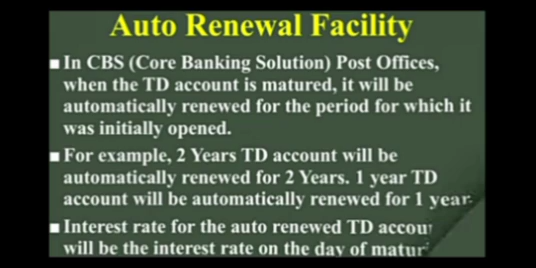 Auto Renewal Facility
■ In CBS (Core Banking Solution) Post Offices,
when the TD account is matured, it will be
automatically renewed for the period for which it
was initially opened.
■ For example, 2 Years TD account will be
automatically renewed for 2 Years. 1 year TD
account will be automatically renewed for 1 year.
■ Interest rate for the auto renewed TD
will be the interest rate on the day of